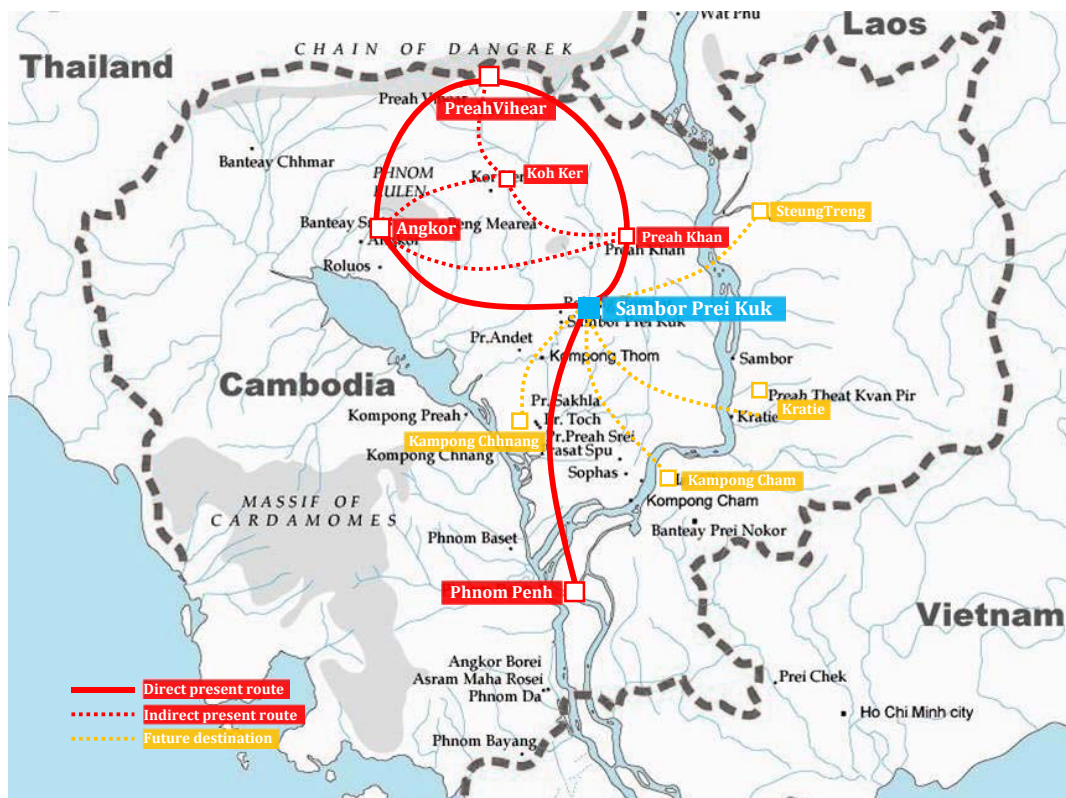 Wat Phu
Laos
CHAIN OF DANGREK
Thailand
Preah Vihear
PreahVihear
Banteay Chhmar
PHNOM
KULEN
Koh Ker
SteungTreng
Banteay
Beng Mearea
Angkor
Angkor
Preah Khan
Preah Khan
Roluos
Sambor Prei Kuk
Sambor Prei Kuk
Pr.Andet
Kompong Thom
Sambor
Cambodia
Pr. Sakhla
Preah Theat Kvan Pir
Kratie
Kompong Preah
Pr. Toch
Kratie
Kampong Chhnang
Pr.Preah Srei
Kompong Chnang
Prasat Spu
Sophas
Kampong Cham
MASSIF OF
CARDAMOMES
Kompong Cham
Banteay Prei Nokor
Phnom Baset
Phnom Penh
Vietnam
Angkor Borei
Asram Maha Rosei
Phnom Da
Prei Chek
Direct present route
Indirect present route
Ho Chi Minh city
Future destination
Phnom Bayang